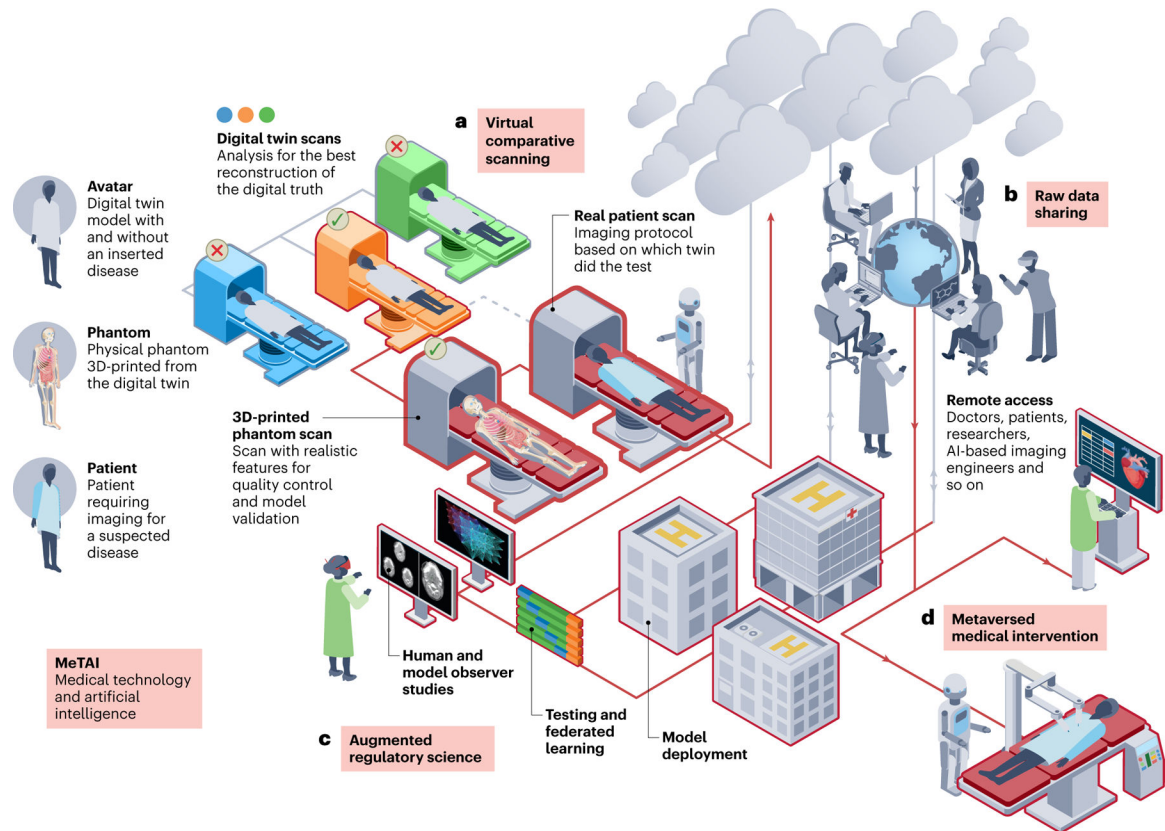 Avatar
Digital twin
model with
and without
an inserted
disease
Phantom
Physical phantom
3D-printed from
the digital twin
Patient
Patient
requiring
imaging for
a suspected
disease
MeTAI
Medical technology
and artificial
intelligence
Digital twin scans
Analysis for the best
reconstruction of
the digital truth
a
Virtual
comparative
scanning
Real patient scan
Imaging protocol
based on which twin
did the test
3D-printed
phantom scan
Scan with realistic
features for
quality control
and model
validation
b
Raw data
sharing
Remote access
Doctors, patients,
researchers,
AI-based imaging
engineers and
so on
H
H
Human and
model observer
studies
Testing and
federated
learning
Model
deployment
c
Augmented
regulatory science
d
Metaversed
medical intervention